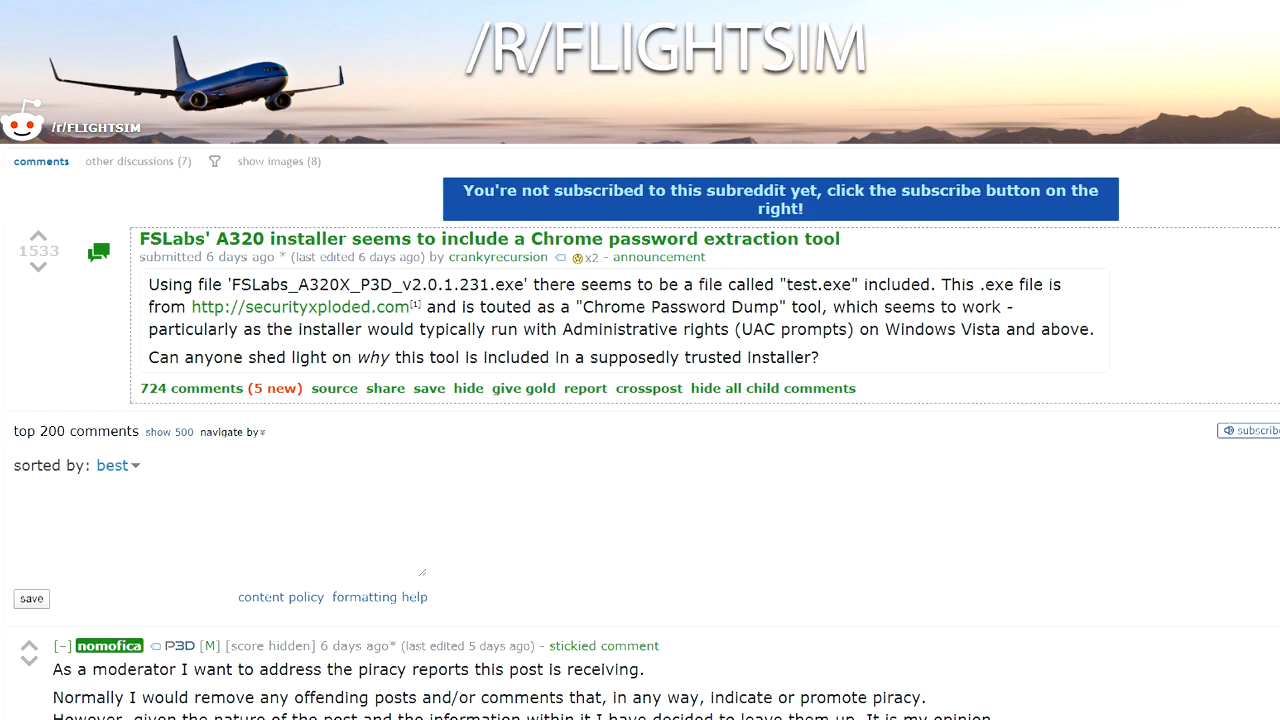 /R/FLIGHTSIM
/r/FLIGHTSIM
comments other discussions (7) show images (8)
You're not subscribed to this subreddit yet, click the subscribe button on the
right!
1533
FSLabs' A320 installer seems to include a Chrome password extraction tool
submitted 6 days ago * (last edited 6 days ago) by crankyrecursion x2 - announcement
Using file 'FSLabs_A320X_P3D_v2.0.1.231.exe' there seems to be a file called "test.exe" included. This .exe file is
from http://securityxploded.com[1] and is touted as a "Chrome Password Dump" tool, which seems to work -
particularly as the installer would typically run with Administrative rights (UAC prompts) on Windows Vista and above.
Can anyone shed light on why this tool is included in a supposedly trusted installer?
724 comments (5 new) source share save hide give gold report crosspost hide all child comments
top 200 comments show 500 navigate by
subscribe
sorted by: best
save
content policy formatting help
[–] nomofica P3D [M] [score hidden] 6 days ago* (last edited 5 days ago) - stickied comment
As a moderator I want to address the piracy reports this post is receiving.
Normally I would remove any offending posts and/or comments that, in any way, indicate or promote piracy.
However, given the nature of the post and the information within it I have decided to leave them up. It is my opinion